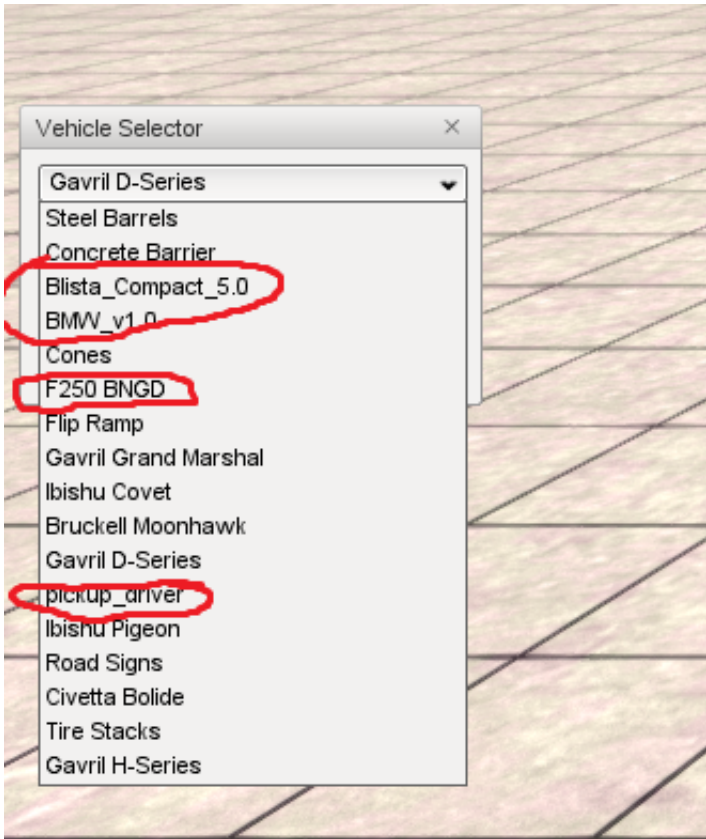 Vehicle Selector
Gavril D-Series
Steel Barrels
Concrete Barrier
Blista_Compact_5.0
BMW_v1.0
Cones
F250 BNGD
Flip Ramp
Gavril Grand Marshal
Ibishu Covet
Bruckell Moonhawk
Gavril D-Series
pickup_driver
Ibishu Pigeon
Road Signs
Civetta Bolide
Tire Stacks
Gavril H-Series